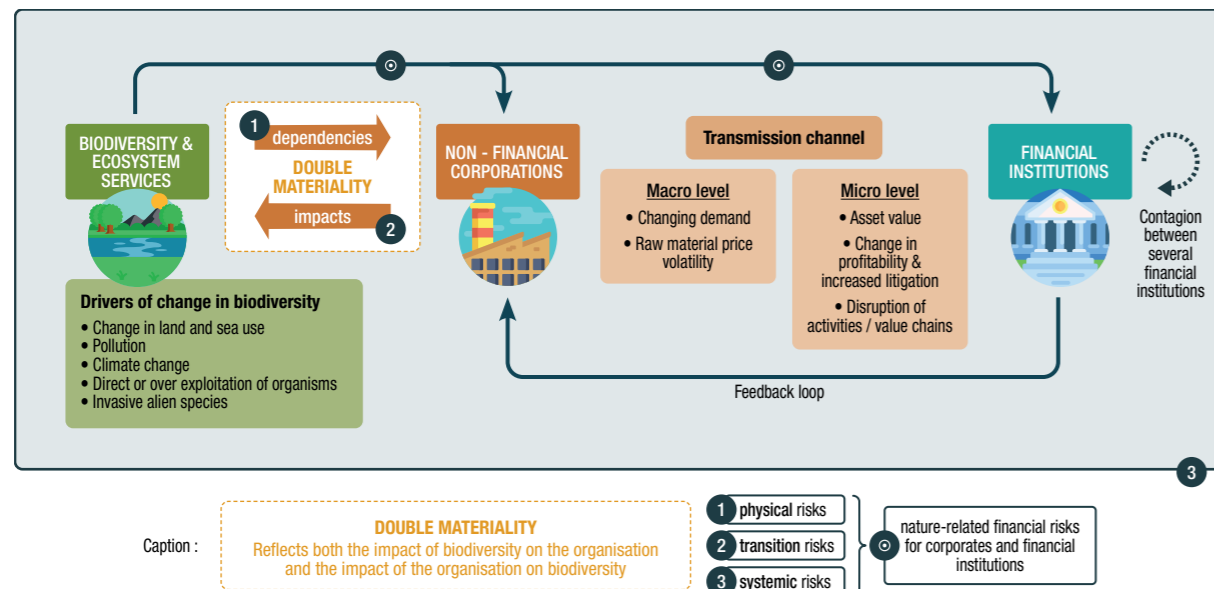 BIODIVERSITY &
ECOSYSTEM
SERVICES
1
dependencies
DOUBLE
MATERIALITY
impacts
2
NON - FINANCIAL
CORPORATIONS
Transmission channel
Macro level
• Changing demand
• Raw material price
volatility
Micro level
• Asset value
• Change in
profitability &
increased litigation
• Disruption of
activities / value chains
FINANCIAL
INSTITUTIONS
Contagion
between
several
financial
institutions
Drivers of change in biodiversity
• Change in land and sea use
• Pollution
• Climate change
• Direct or over exploitation of organisms
• Invasive alien species
Feedback loop
3
Caption :
DOUBLE MATERIALITY
Reflects both the impact of biodiversity on the organisation
and the impact of the organisation on biodiversity
1 physical risks
2 transition risks
3 systemic risks
nature-related financial risks
for corporates and financial
institutions